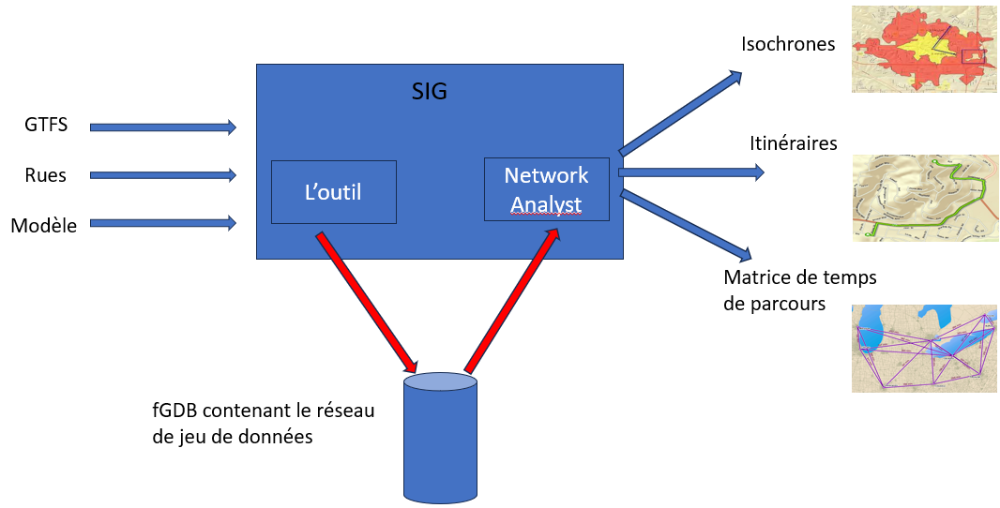 SIG
GTFS
Rues
Modèle
L'outil
Network
Analyst
Isochrones
Itinéraires
Matrice de temps
de parcours
fGDB contenant le réseau
de jeu de données